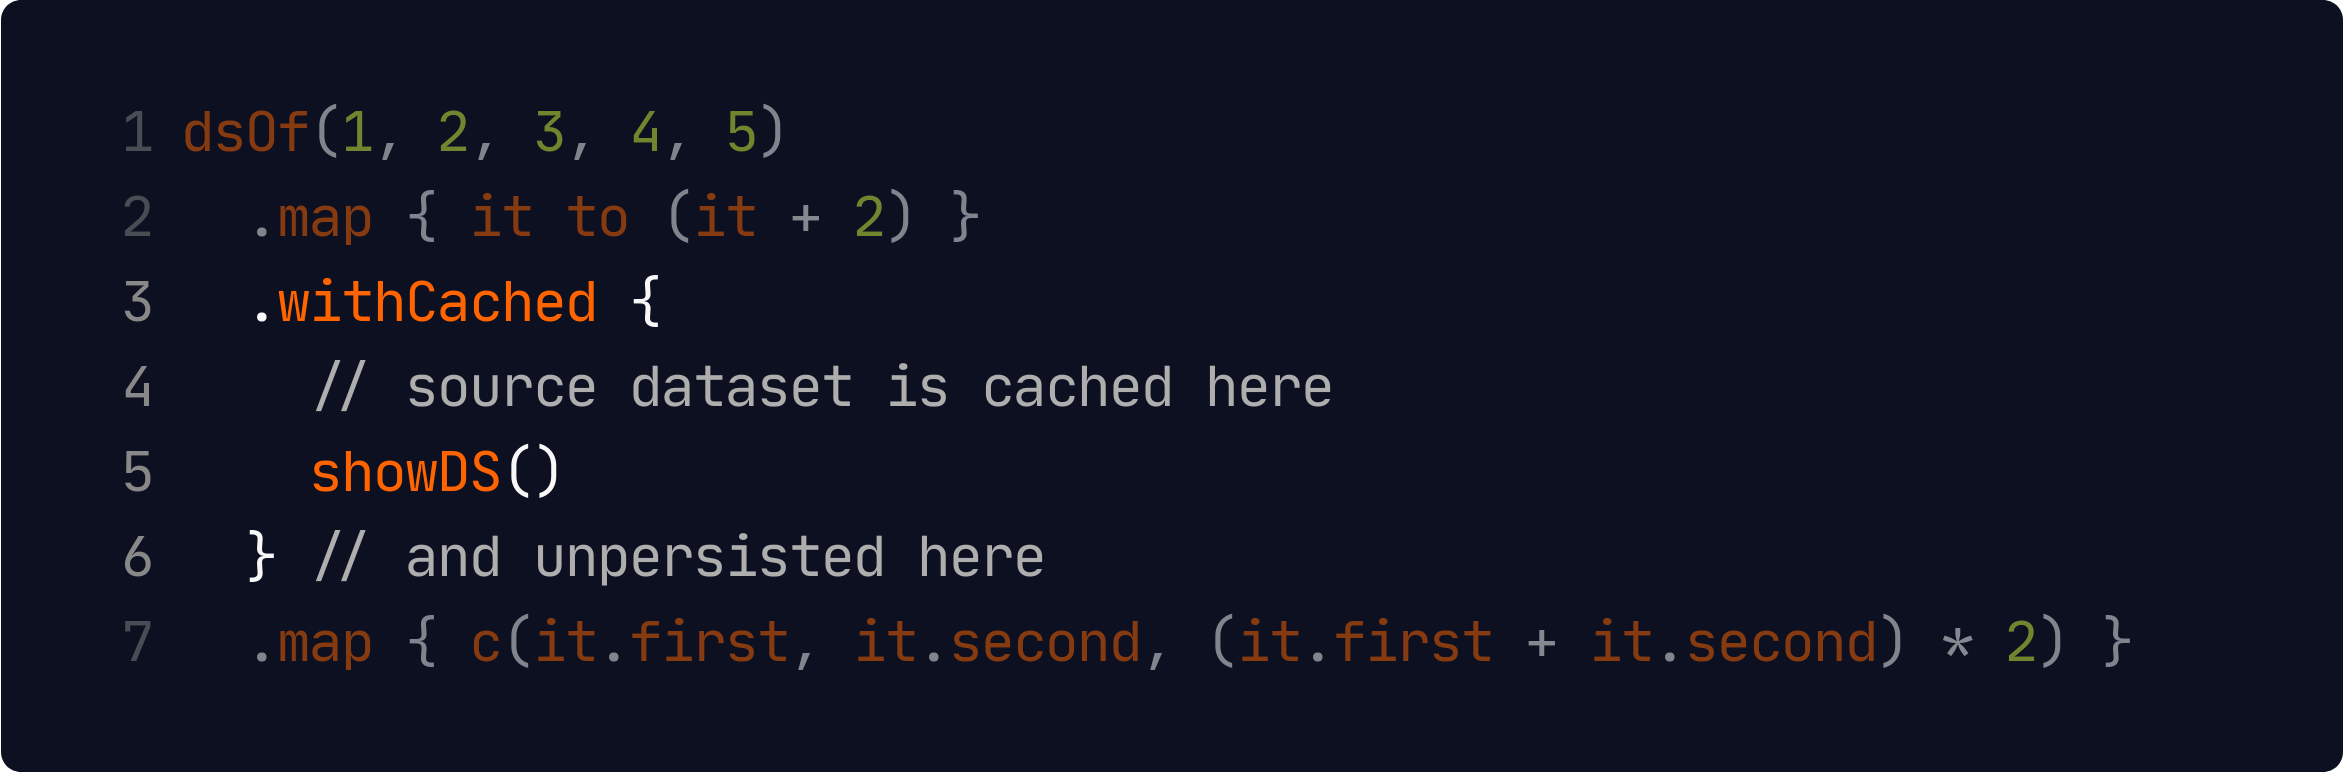 1 dsOf(1, 2, 3, 4, 5)
2   .map { it to (it + 2) }
3   .withCached {
4     // source dataset is cached here
5     showDS()
6   } // and unpersisted here
7   .map { c(it.first, it.second, (it.first + it.second) * 2) }